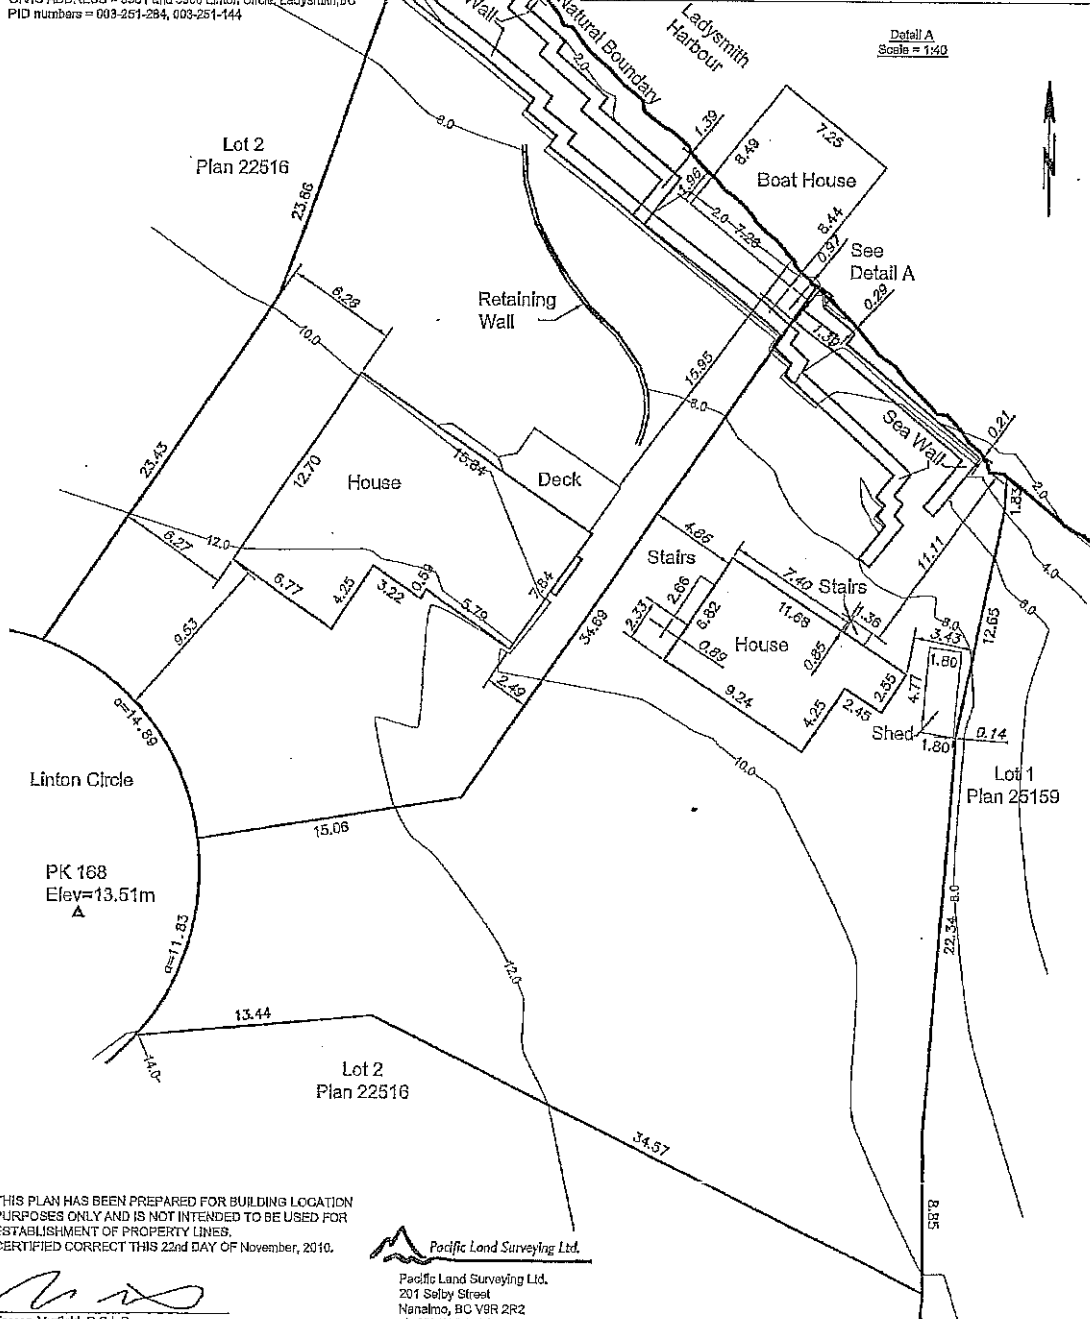 PID numbers = 003-251-284, 003-251-144
Wall
Natural Boundary
Ladysmith
Harbour
Detail A
Scale = 1:40
2.0
8.0
1.39
7.25
8.49
Boat House
Lot 2
Plan 22516
23.86
1.96
2.0
7.28
8.44
0.97
See
Detail A
0.29
6.28
Retaining
Wall
10.0
15.95
7.39
8.0
Sea Wall
0.21
23.43
12.70
House
15.84
Deck
2.0
1.83
6.27
12.0
4.86
Stairs
11.11
4.0
6.77
4.25
3.22
0.59
5.79
7.84
7.40
Stairs
1.36
6.0
8.0
2.66
2.33
6.82
11.68
3.43
12.65
9.53
34.69
0.89
House
0.85
1.80
2.49
9.24
4.25
2.45
2.55
4.77
Shed
1.80
0.14
a=14.89
10.0
Lot 1
Plan 25159
Linton Circle
15.06
PK 168
Elev=13.51m
8.0
22.34
a=11.83
12.0
13.44
14.0
Lot 2
Plan 22516
34.57
8.85
THIS PLAN HAS BEEN PREPARED FOR BUILDING LOCATION
PURPOSES ONLY AND IS NOT INTENDED TO BE USED FOR
ESTABLISHMENT OF PROPERTY LINES.
CERTIFIED CORRECT THIS 22nd DAY OF November, 2010.
Pacific Land Surveying Ltd.
Pacific Land Surveying Ltd.
201 Selby Street
Nanaimo, BC V9R 2R2